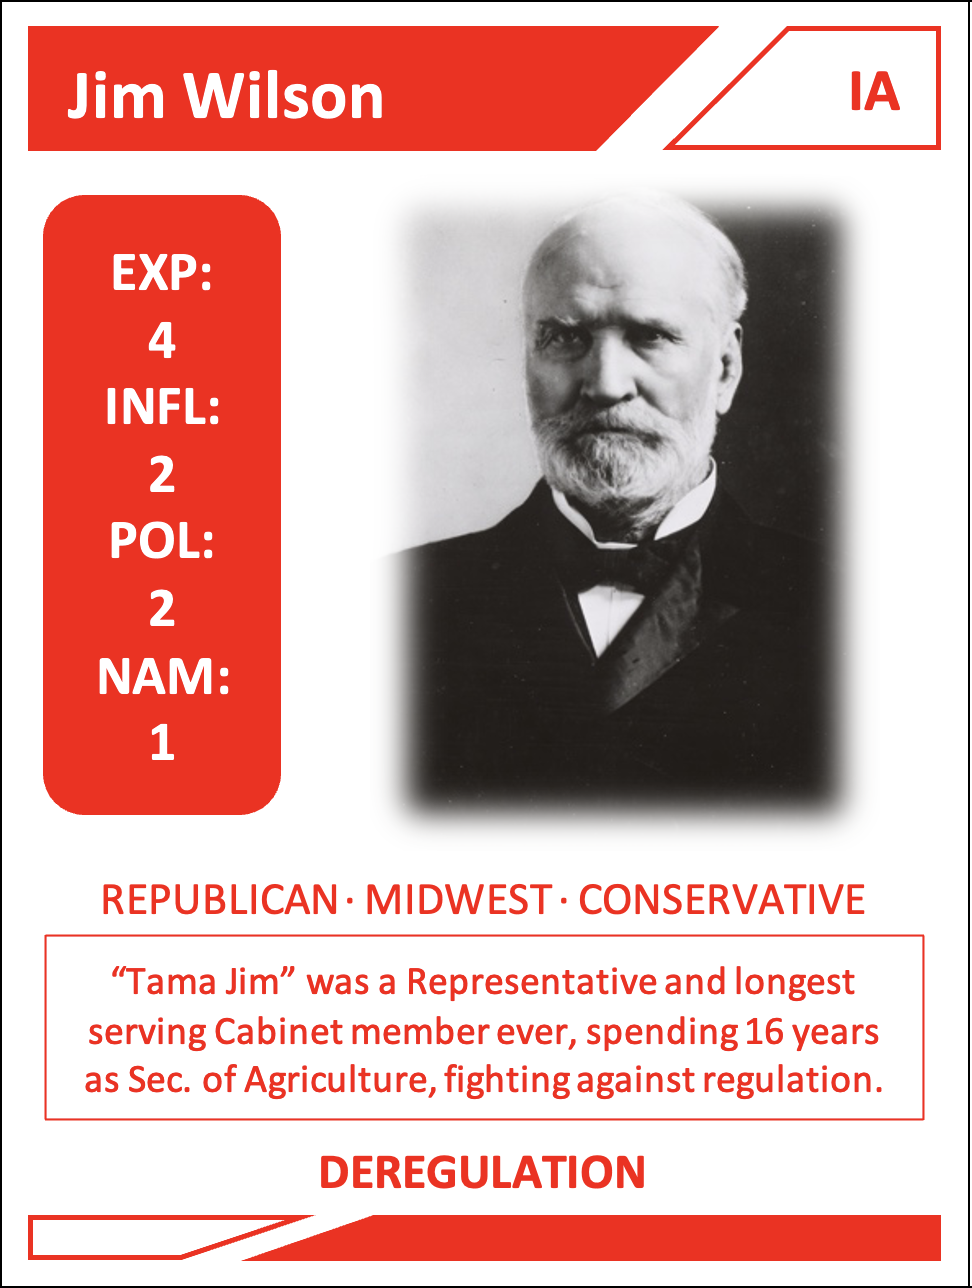 Jim Wilson
IA
EXP:
4
INFL:
2
POL:
2
NAM:
1
REPUBLICAN · MIDWEST · CONSERVATIVE
“Tama Jim” was a Representative and longest
serving Cabinet member ever, spending 16 years
as Sec. of Agriculture, fighting against regulation.
DEREGULATION